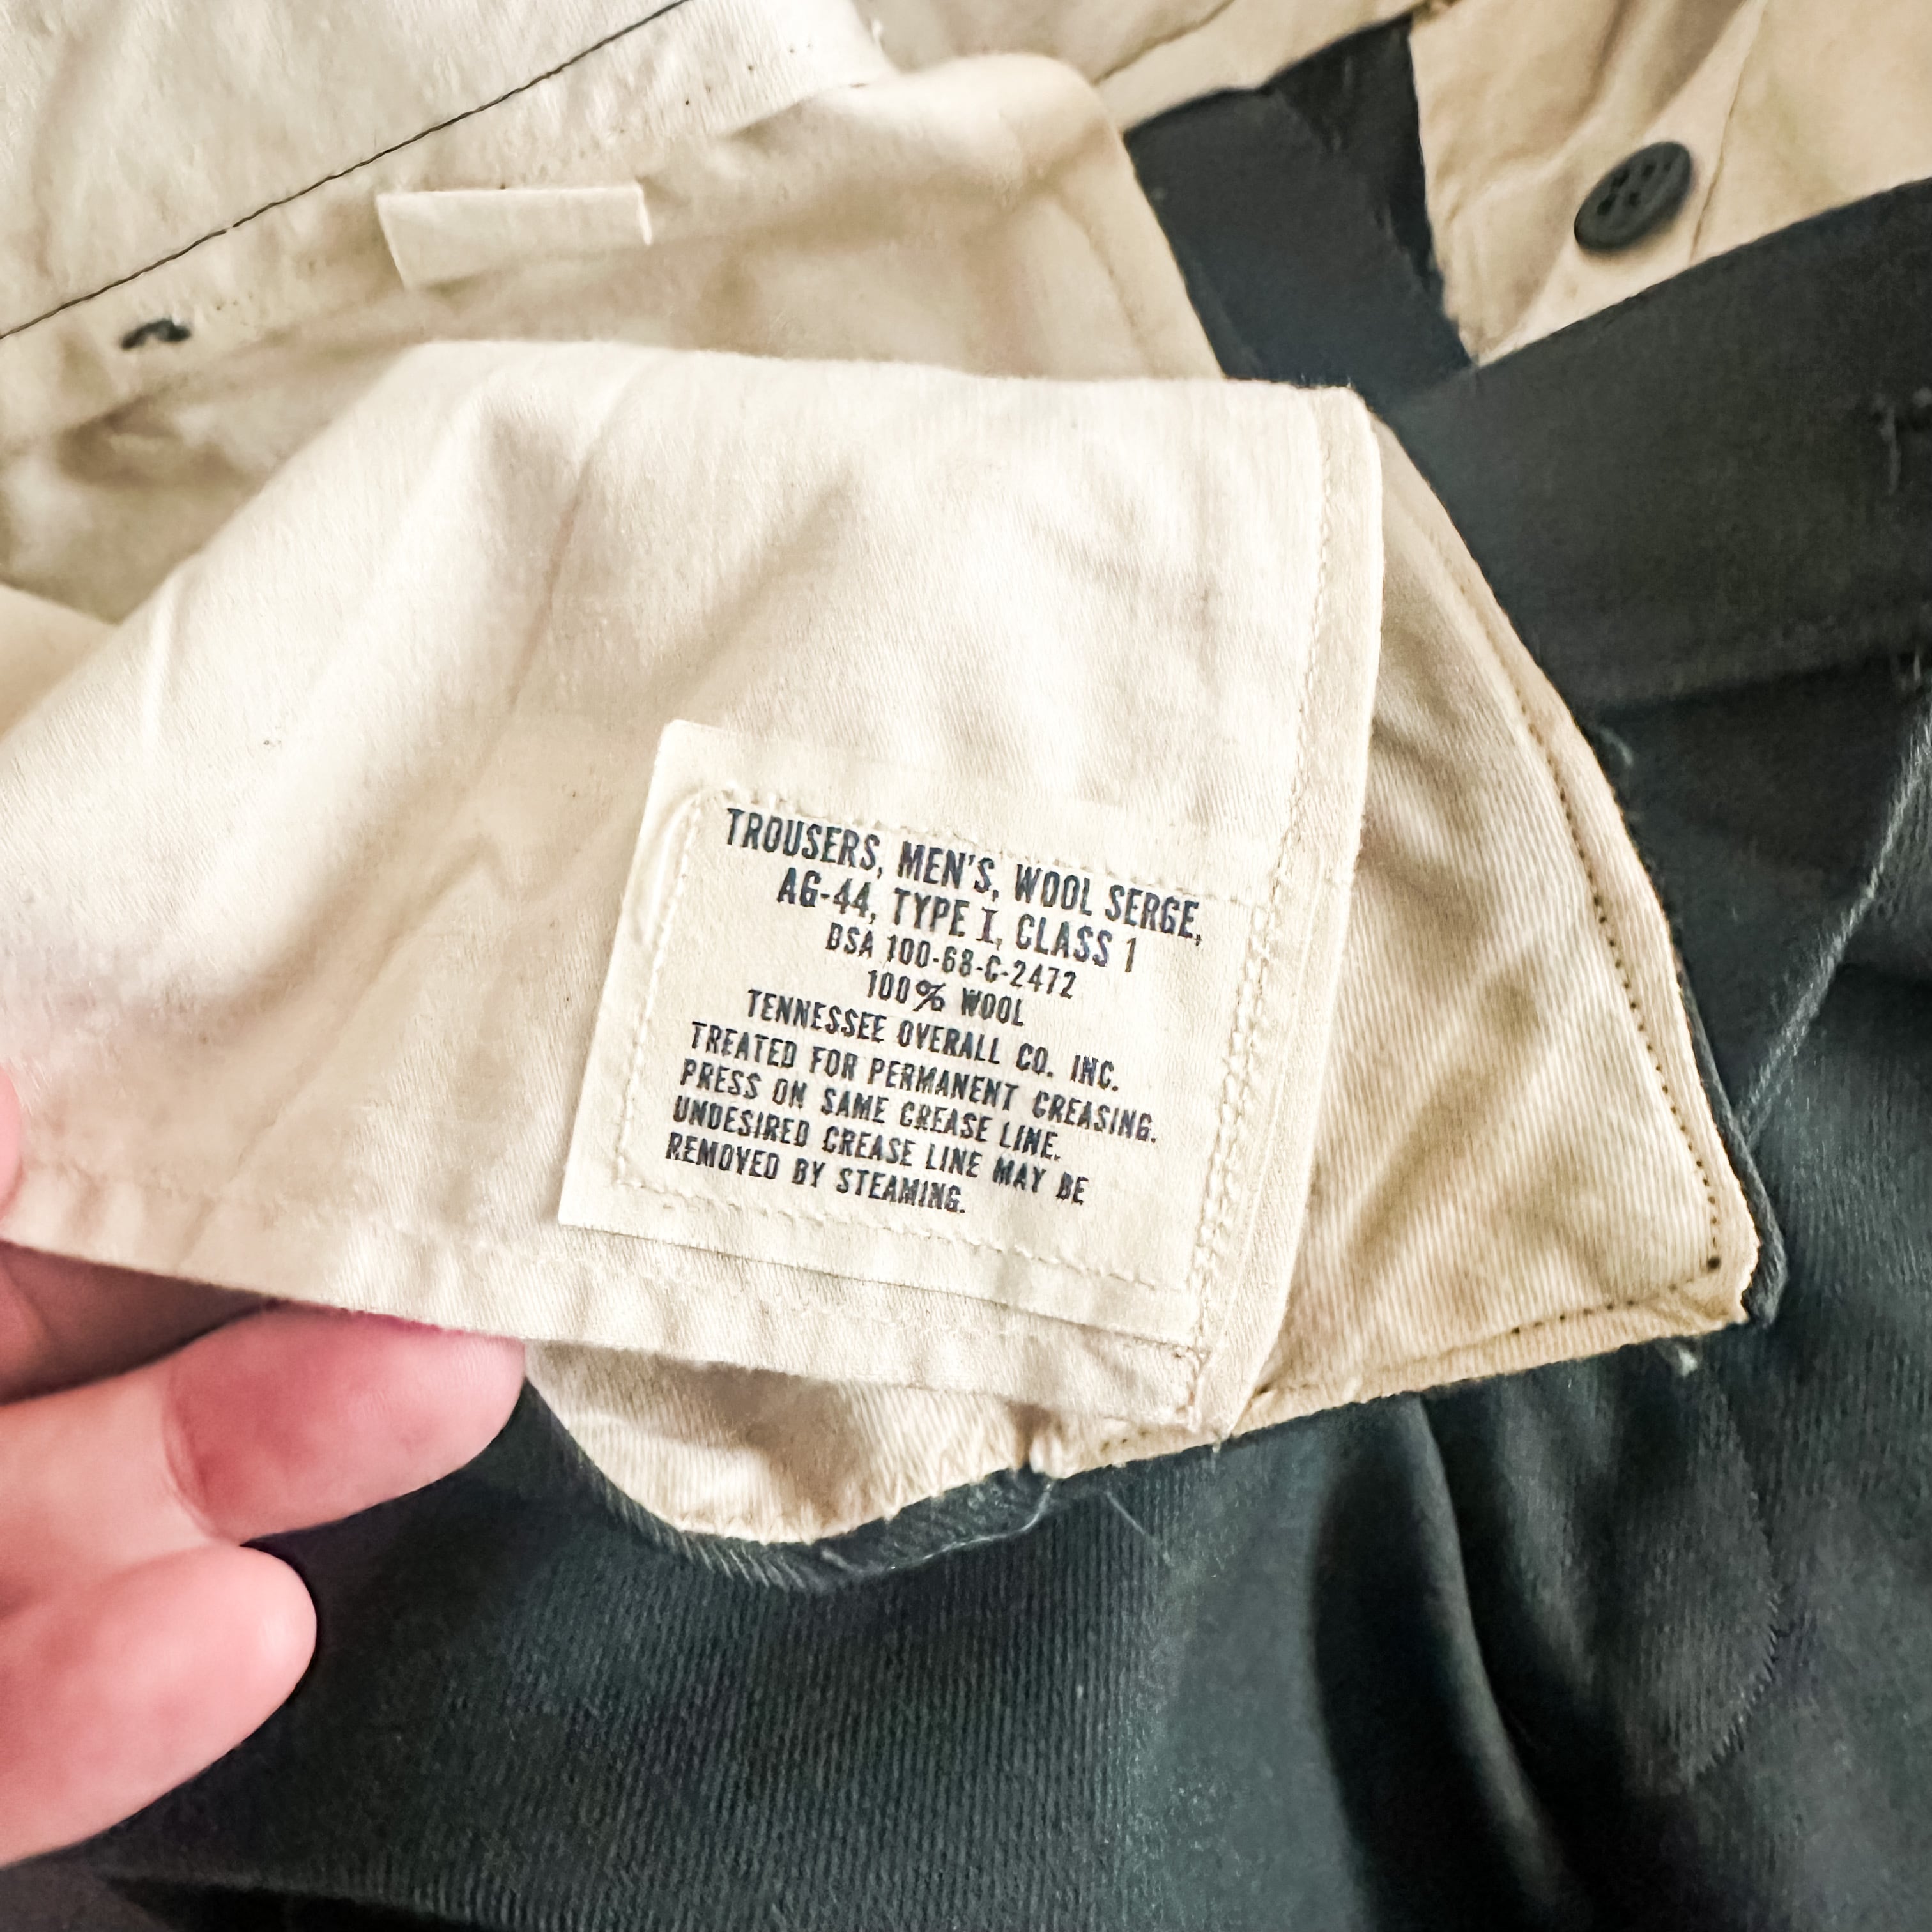 TROUSERS, MEN'S, WOOL SERGE,
AG-44, TYPE I, CLASS 1
DSA 100-68-C-2472
100% WOOL
TENNESSEE OVERALL CO. INC.
TREATED FOR PERMANENT CREASING.
PRESS ON SAME CREASE LINE.
UNDESIRED CREASE LINE MAY BE
REMOVED BY STEAMING.